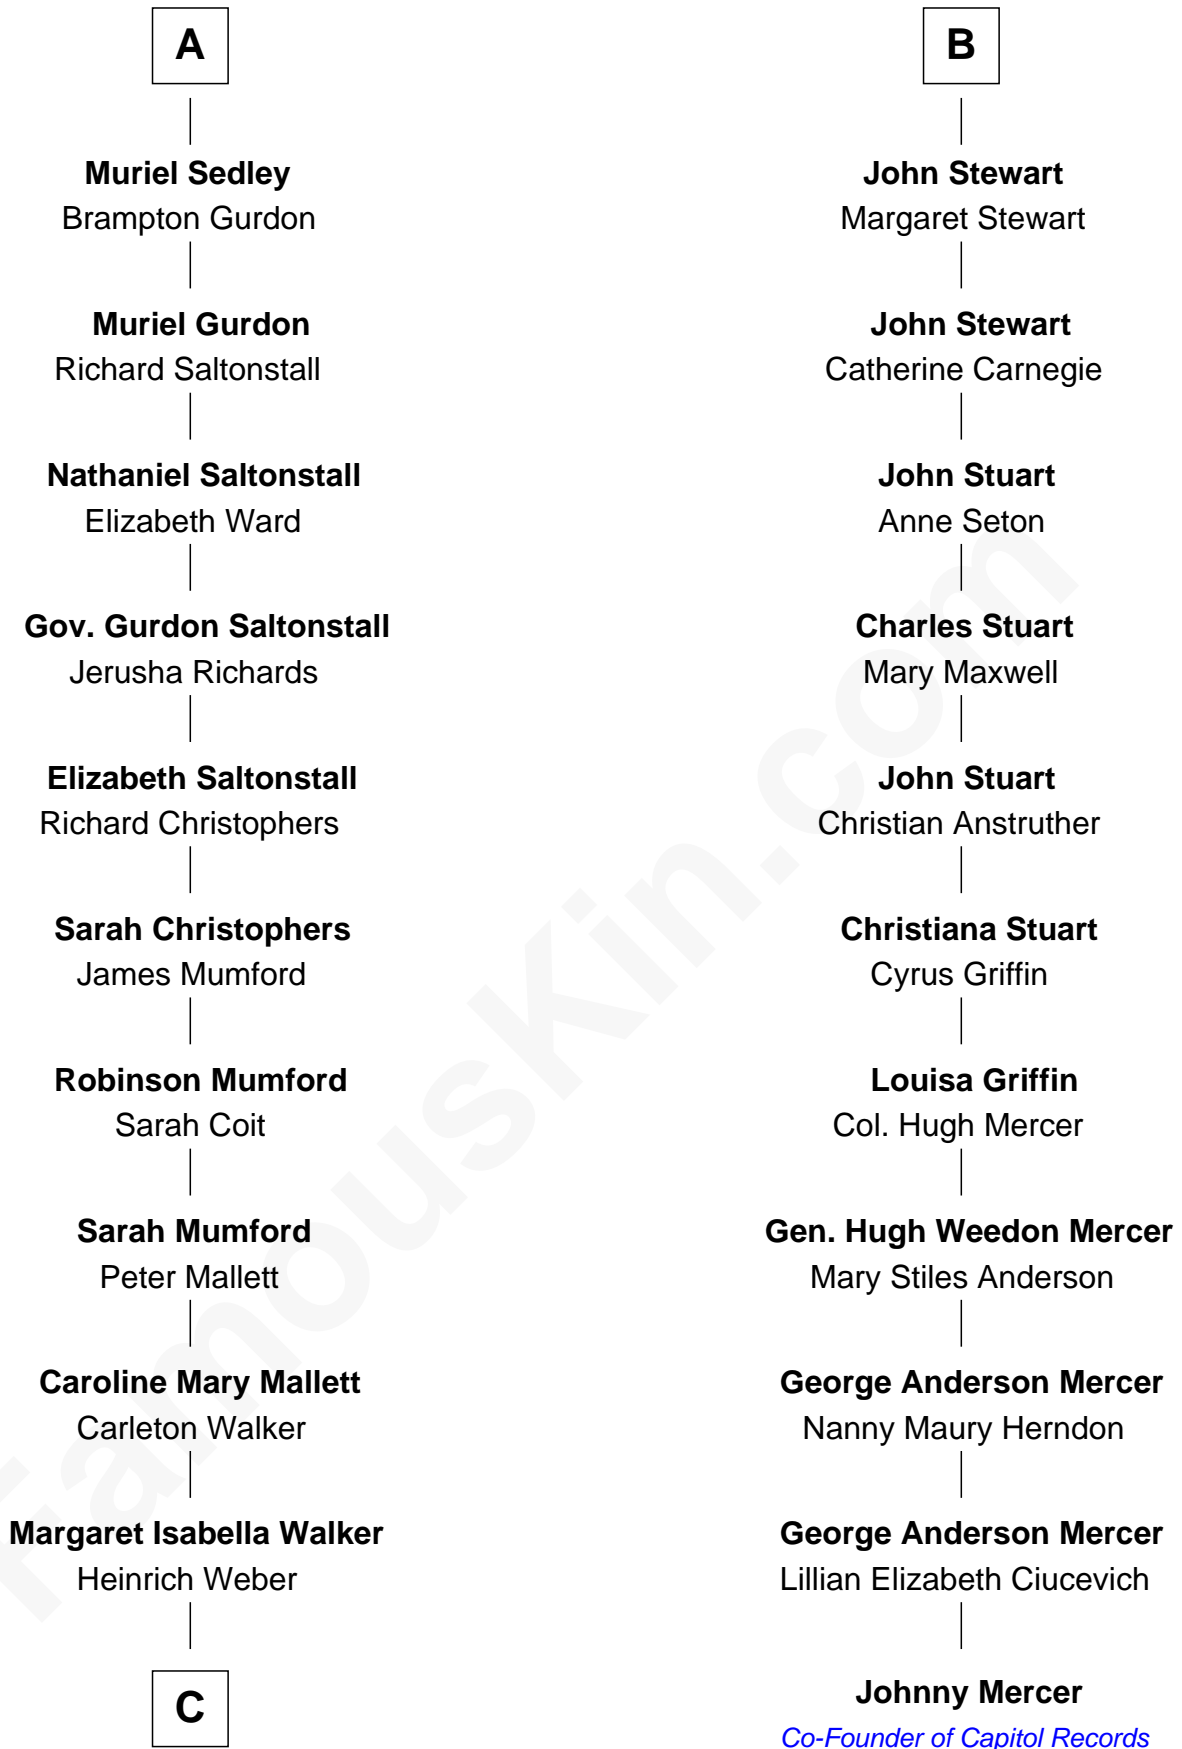 A
Muriel Sedley
Brampton Gurdon
Muriel Gurdon
Richard Saltonstall
Nathaniel Saltonstall
Elizabeth Ward
Gov. Gurdon Saltonstall
Jerusha Richards
Elizabeth Saltonstall
Richard Christophers
Sarah Christophers
James Mumford
Robinson Mumford
Sarah Coit
Sarah Mumford
Peter Mallett
Caroline Mary Mallett
Carleton Walker
Margaret Isabella Walker
Heinrich Weber
C
B
John Stewart
Margaret Stewart
John Stewart
Catherine Carnegie
John Stuart
Anne Seton
Charles Stuart
Mary Maxwell
John Stuart
Christian Anstruther
Christiana Stuart
Cyrus Griffin
Louisa Griffin
Col. Hugh Mercer
Gen. Hugh Weedon Mercer
Mary Stiles Anderson
George Anderson Mercer
Nanny Maury Herndon
George Anderson Mercer
Lillian Elizabeth Ciucevich
Johnny Mercer
Co-Founder of Capitol Records
FamousKin.com